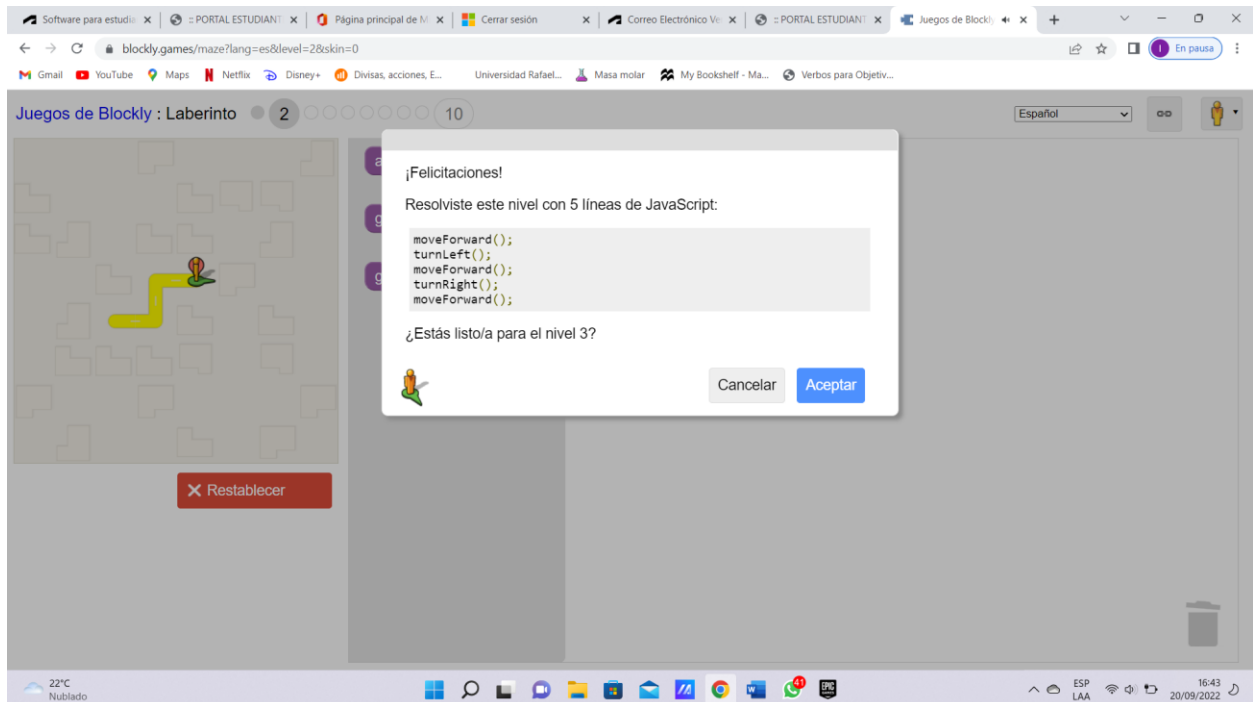 Software para estudia
:: PORTAL ESTUDIANT
Página principal de M
Cerrar sesión
Correo Electrónico Ve
:: PORTAL ESTUDIANT
Juegos de Blockly
blockly.games/maze?lang=es&level=2&skin=0
I En pausa
Gmail YouTube Maps Netflix Disney+ Divisas, acciones, E... Universidad Rafael... Masa molar My Bookshelf - Ma... Verbos para Objetiv...
Juegos de Blockly : Laberinto 2 10
Español
¡Felicitaciones!
Resolviste este nivel con 5 líneas de JavaScript:
moveForward();
turnLeft();
moveForward();
turnRight();
moveForward();
¿Estás listo/a para el nivel 3?
Cancelar Aceptar
Restablecer
22°C
Nublado
41
EPIC
ESP
LAA
16:43
20/09/2022